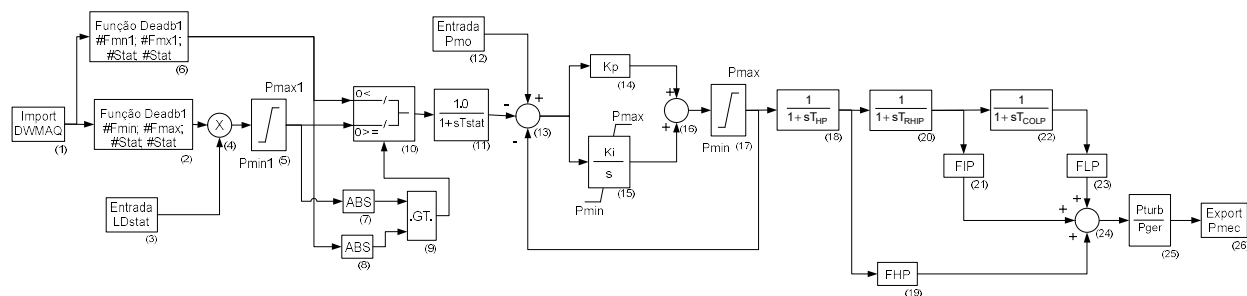 Import
DWMAQ
(1)
Função Deadb1
#Fmn1; #Fmx1;
#Stat; #Stat
(6)
Função Deadb1
#Fmin; #Fmax;
#Stat; #Stat
(2)
Entrada
LDstat
(3)
X
(4)
Pmax1
Pmin1
(5)
ABS
(7)
ABS
(8)
.GT.
(9)
0<
0>=
(10)
1.0
1+sTstat
(11)
Entrada
Pmo
(12)
-
+
-
(13)
Kp
(14)
Pmax
Ki
s
Pmin
(15)
+
+
(16)
Pmax
Pmin
(17)
1
1+sTHP
(18)
FHP
(19)
1
1+sTRHIP
(20)
FIP
(21)
1
1+sTCOLP
(22)
FLP
(23)
+
+
+
(24)
Pturb
Pger
(25)
Export
Pmec
(26)